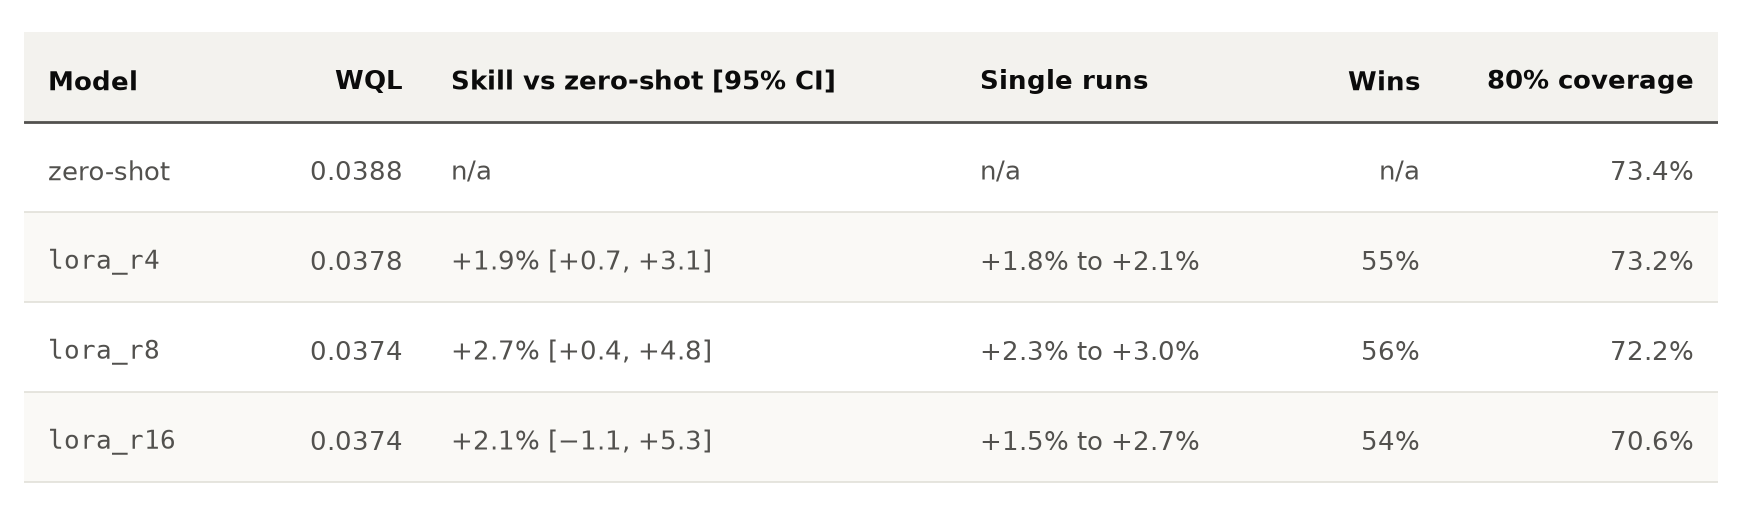 Model WQL Skill vs zero-shot [95% CI] Single runs Wins 80% coverage
zero-shot 0.0388 n/a n/a n/a 73.4%
lora_r4 0.0378 +1.9% [+0.7, +3.1] +1.8% to +2.1% 55% 73.2%
lora_r8 0.0374 +2.7% [+0.4, +4.8] +2.3% to +3.0% 56% 72.2%
lora_r16 0.0374 +2.1% [−1.1, +5.3] +1.5% to +2.7% 54% 70.6%